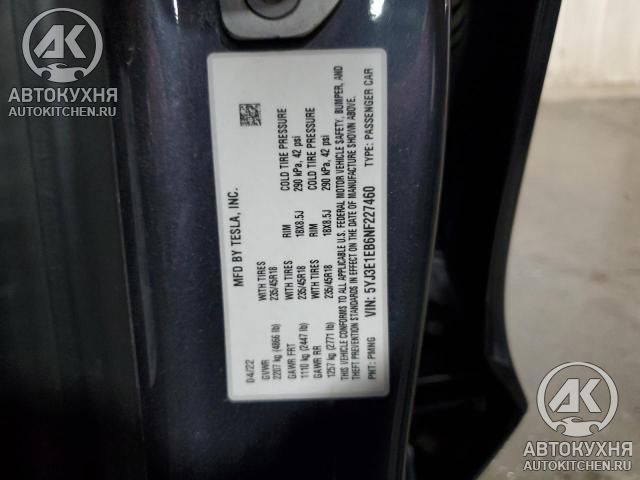 AK
АВТОКУХНЯ
AUTOKITCHEN.RU
MFD BY TESLA, INC.
04/22
GVWR
2207 kg (4866 lb)
GAWR FRT WITH TIRES RIM COLD TIRE PRESSURE
1110 kg (2447 lb) 235/45R18 18X8.5J 290 kPa, 42 psi
GAWR RR WITH TIRES RIM COLD TIRE PRESSURE
1257 kg (2771 lb) 235/45R18 18X8.5J 290 kPa, 42 psi
THIS VEHICLE CONFORMS TO ALL APPLICABLE U.S. FEDERAL MOTOR VEHICLE SAFETY, BUMPER, AND
THEFT PREVENTION STANDARDS IN EFFECT ON THE DATE OF MANUFACTURE SHOWN ABOVE.
VIN: 5YJ3E1EB6NF227460
PNT: PMNG TYPE: PASSENGER CAR
AK
АВТОКУХНЯ
AUTOKITCHEN.RU